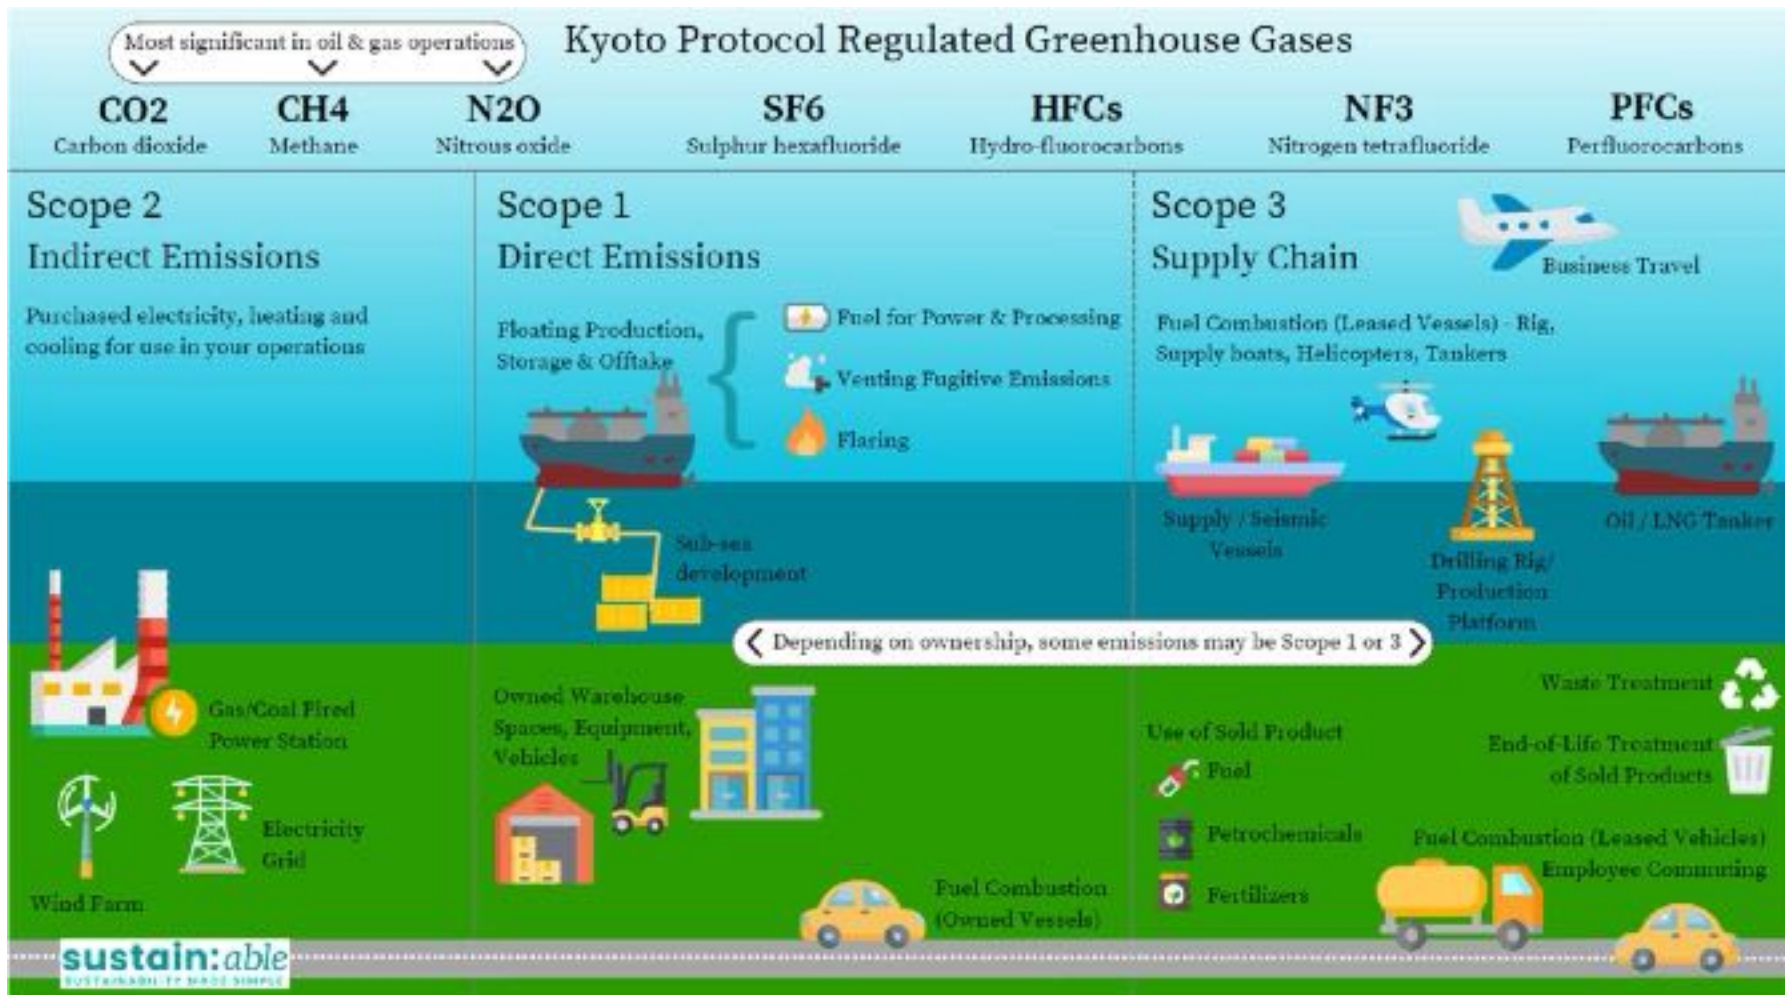 Most significant in oil & gas operations
Kyoto Protocol Regulated Greenhouse Gases
CO2
Carbon dioxide
CH4
Methane
N2O
Nitrous oxide
SF6
Sulphur hexafluoride
HFCs
Hydro-fluorocarbons
NF3
Nitrogen tetrafluoride
PFCs
Perfluorocarbons
Scope 2
Indirect Emissions
Purchased electricity, heating and
cooling for use in your operations
Gas/Coal Fired
Power Station
Electricity
Grid
Wind Farm
Scope 1
Direct Emissions
Floating Production,
Storage & Offtake
Fuel for Power & Processing
Venting Fugitive Emissions
Flaring
Sub-sea
development
Depending on ownership, some emissions may be Scope 1 or 3
Owned Warehouse
Spaces, Equipment,
Vehicles
Fuel Combustion
(Owned Vessels)
Scope 3
Supply Chain
Business Travel
Fuel Combustion (Leased Vessels) - Rig,
Supply boats, Helicopters, Tankers
Supply / Seismic
Vessels
Drilling Rig/
Production
Platform
Oil / LNG Tanker
Waste Treatment
Use of Sold Product
Fuel
Petrochemicals
Fertilizers
End-of-Life Treatment
of Sold Products
Fuel Combustion (Leased Vehicles)
Employee Commuting
sustain:able
SUSTAINABILITY MADE SIMPLE